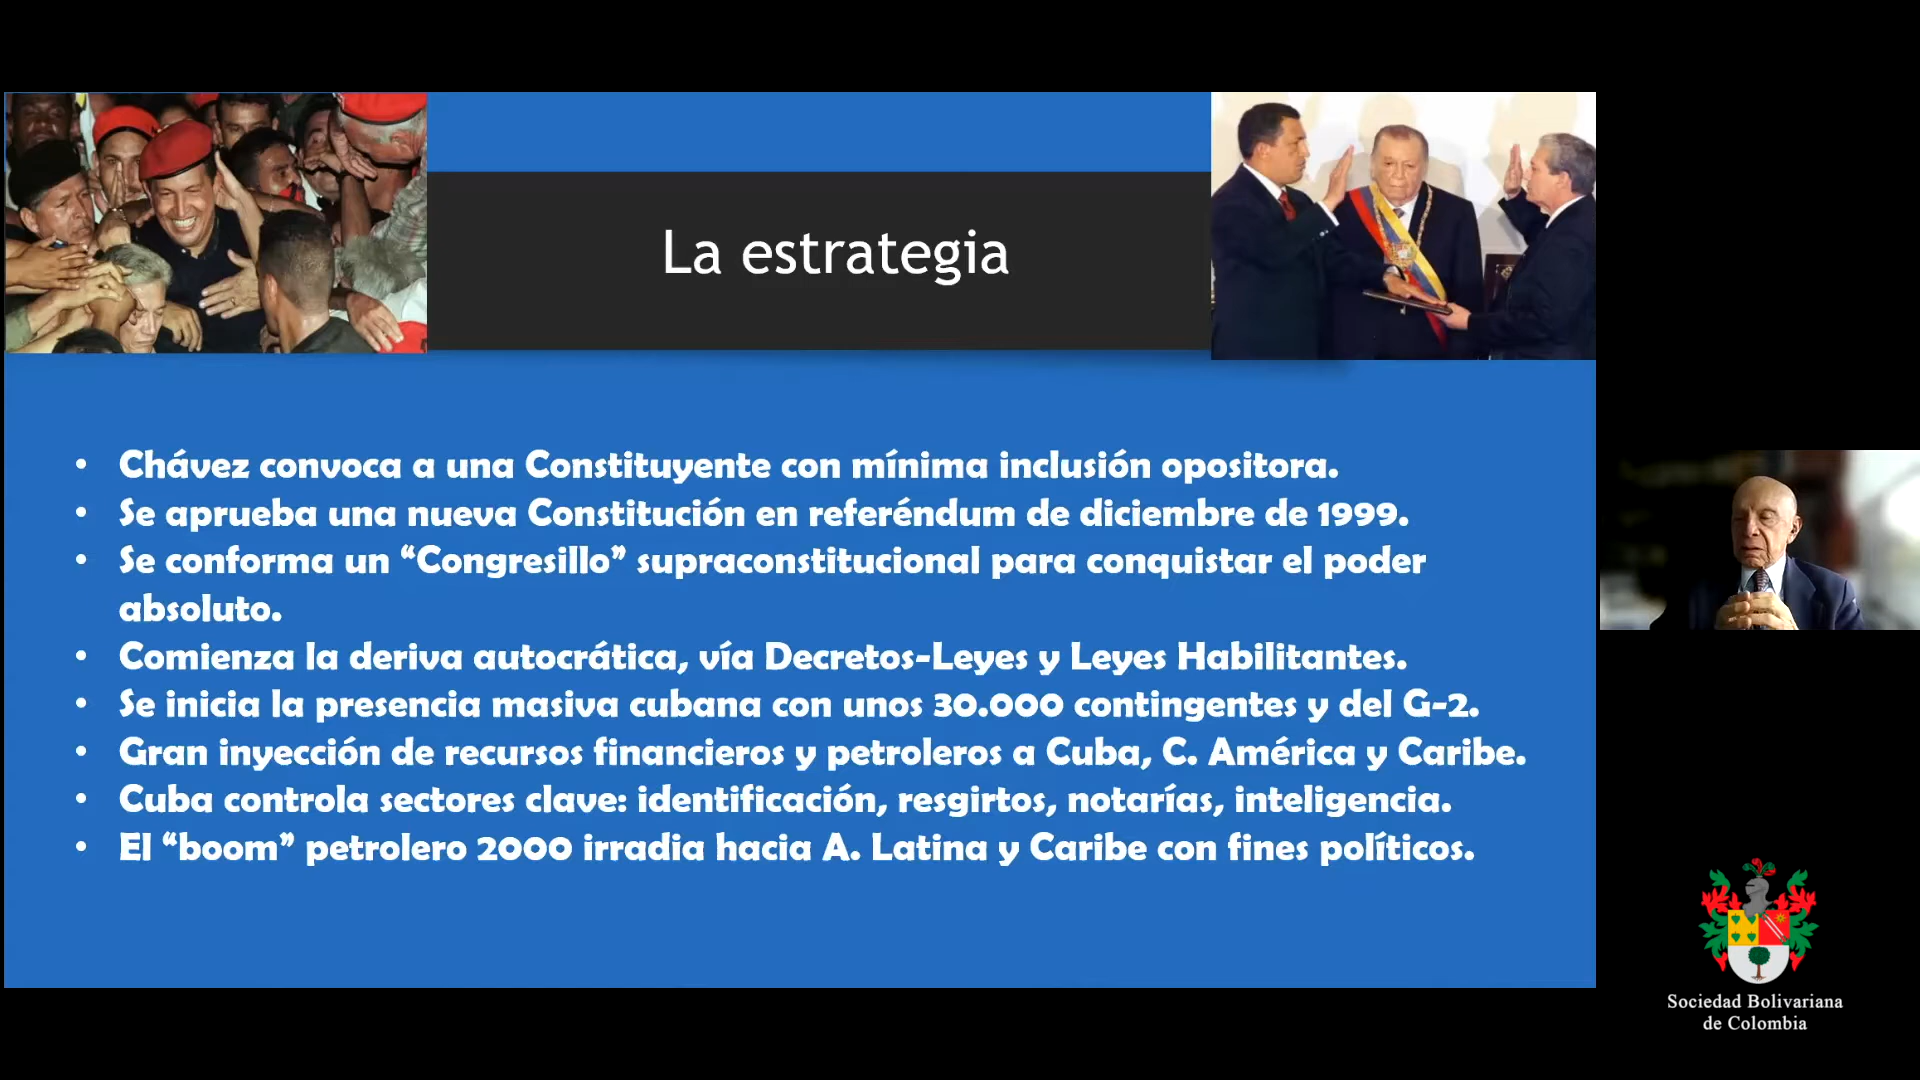 La estrategia
• Chávez convoca a una Constituyente con mínima inclusión opositora.
• Se aprueba una nueva Constitución en referéndum de diciembre de 1999.
• Se conforma un “Congresillo” supraconstitucional para conquistar el poder
absoluto.
• Comienza la deriva autocrática, vía Decretos-Leyes y Leyes Habilitantes.
• Se inicia la presencia masiva cubana con unos 30.000 contingentes y del G-2.
• Gran inyección de recursos financieros y petroleros a Cuba, C. América y Caribe.
• Cuba controla sectores clave: identificación, resgirtos, notarías, inteligencia.
• El “boom” petrolero 2000 irradia hacia A. Latina y Caribe con fines políticos.
Sociedad Bolivariana
de Colombia